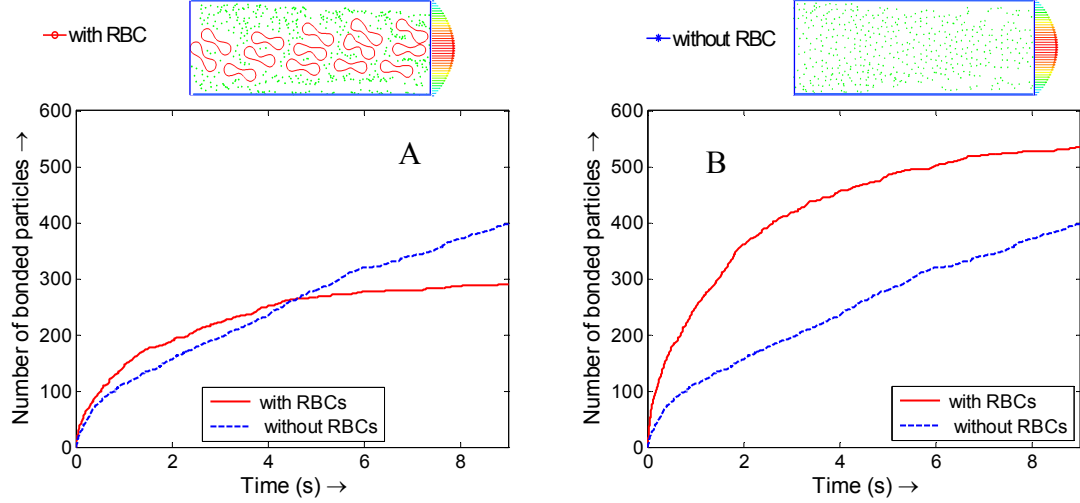 with RBC
without RBC
600
500
400
300
200
100
0
Number of bonded particles →
A
with RBCs
without RBCs
0 2 4 6 8
Time (s) →
600
500
400
300
200
100
0
Number of bonded particles →
B
with RBCs
without RBCs
0 2 4 6 8
Time (s) →